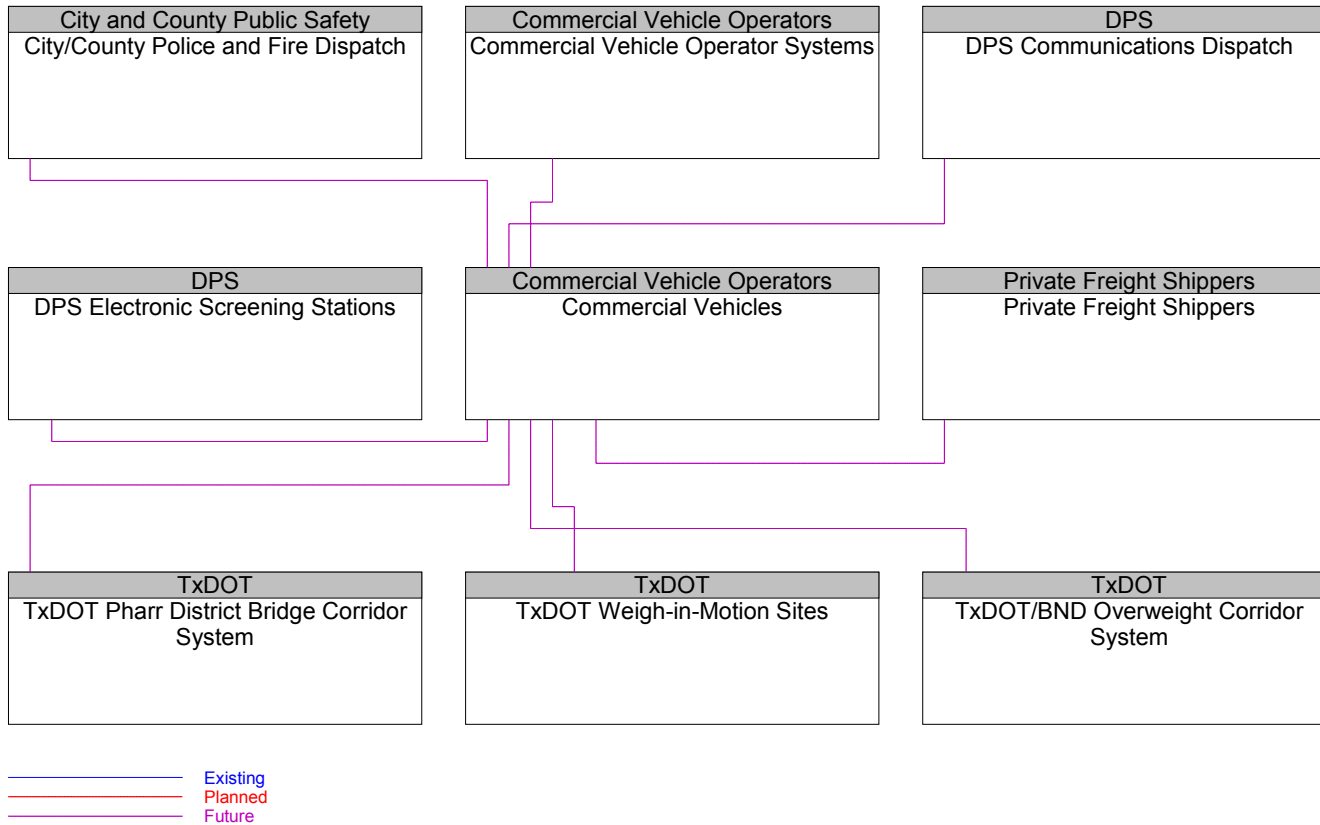 City and County Public Safety
City/County Police and Fire Dispatch
Commercial Vehicle Operators
Commercial Vehicle Operator Systems
DPS
DPS Communications Dispatch
DPS
DPS Electronic Screening Stations
Commercial Vehicle Operators
Commercial Vehicles
Private Freight Shippers
Private Freight Shippers
TxDOT
TxDOT Pharr District Bridge Corridor
System
TxDOT
TxDOT Weigh-in-Motion Sites
TxDOT
TxDOT/BND Overweight Corridor
System
Existing
Planned
Future